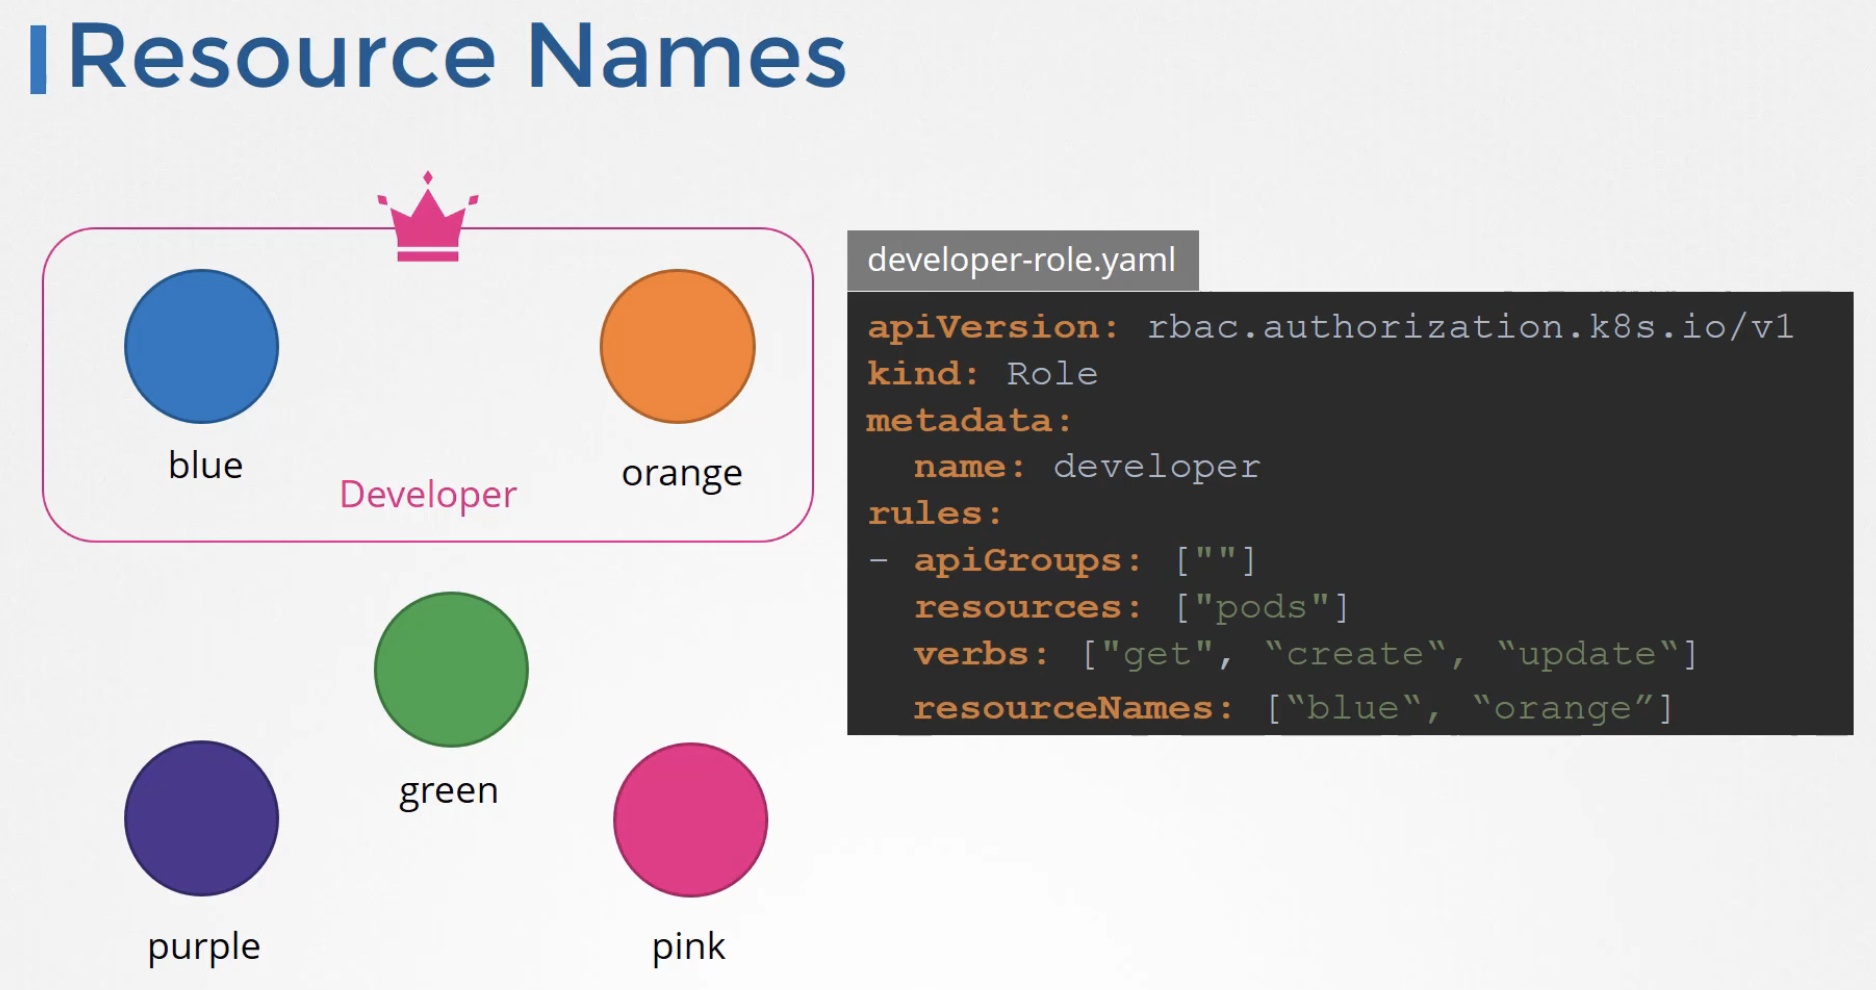 Resource Names
blue
orange
Developer
green
purple
pink
developer-role.yaml
apiVersion: rbac.authorization.k8s.io/v1
kind: Role
metadata:
  name: developer
rules:
- apiGroups: [""]
  resources: ["pods"]
  verbs: ["get", “create“, “update“]
  resourceNames: [“blue“, “orange”]